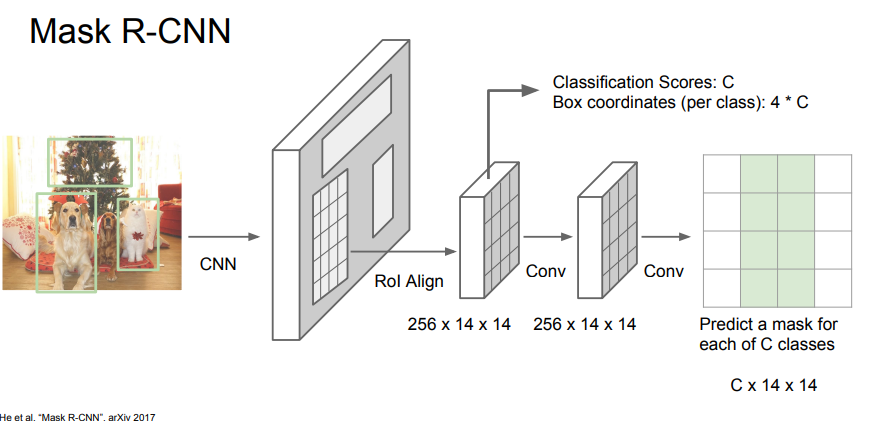 Mask R-CNN
Classification Scores: C
Box coordinates (per class): 4 * C
CNN
RoI Align
Conv
Conv
256 x 14 x 14
256 x 14 x 14
Predict a mask for
each of C classes
C x 14 x 14
He et al. "Mask R-CNN". arXiv 2017